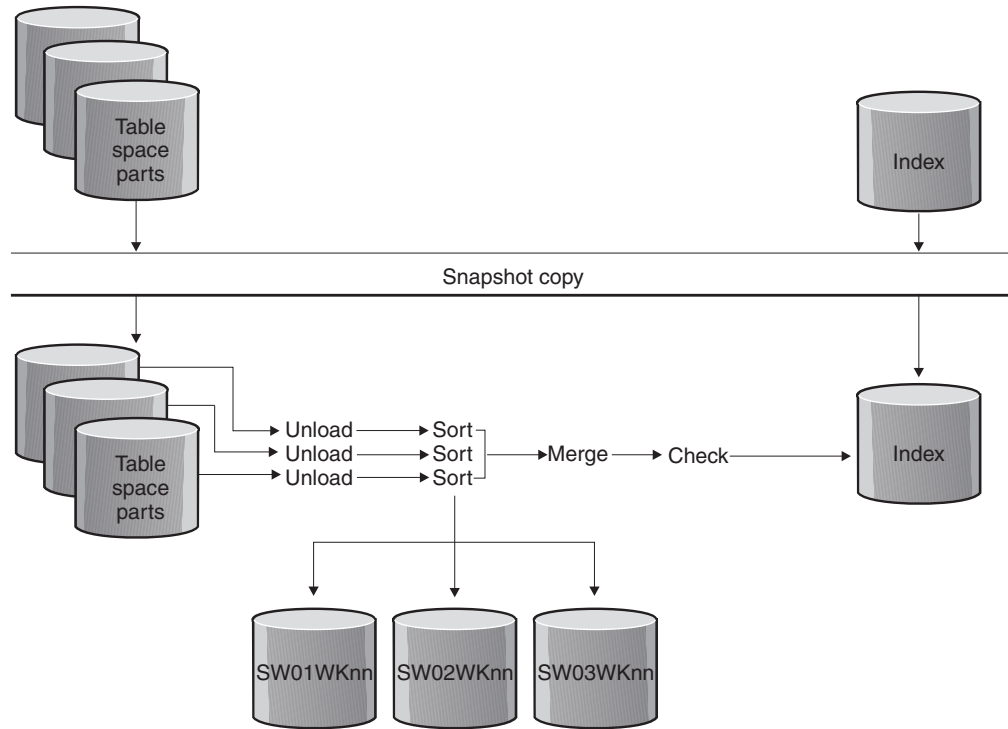 Table
space
parts
Index
Snapshot copy
Unload Sort
Unload Sort Merge Check
Unload Sort
Table
space
parts
Index
SW01WKnn SW02WKnn SW03WKnn